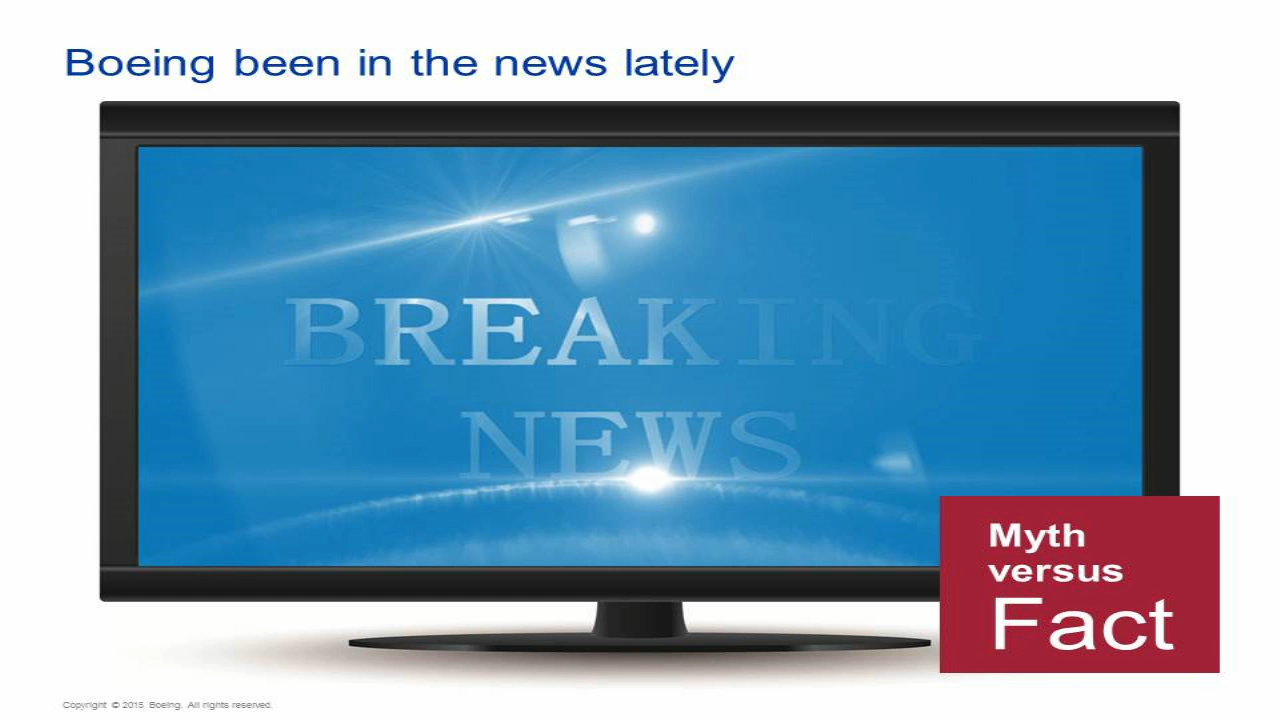 Boeing been in the news lately
BREAKING
NEWS
Myth
versus
Fact
Copyright © 2015 Boeing. All rights reserved.